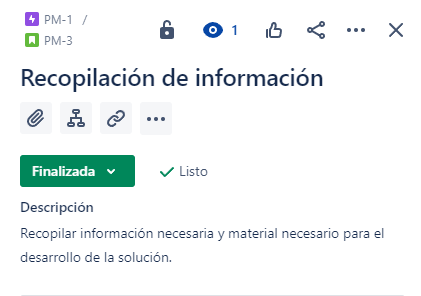 PM-1 /
PM-3
1
Recopilación de información
Finalizada
Listo
Descripción
Recopilar información necesaria y material necesario para el
desarrollo de la solución.